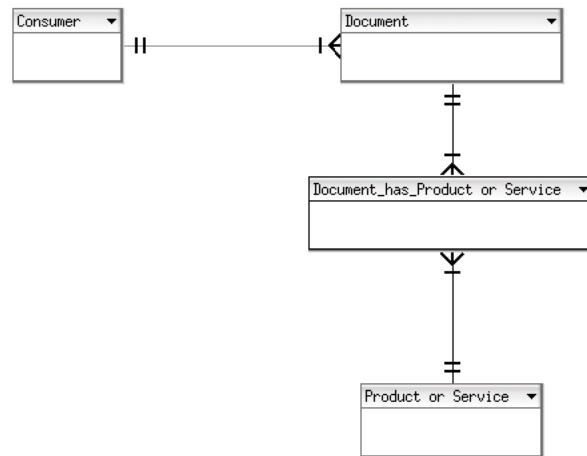 Consumer
Document
Document_has_Product or Service
Product or Service